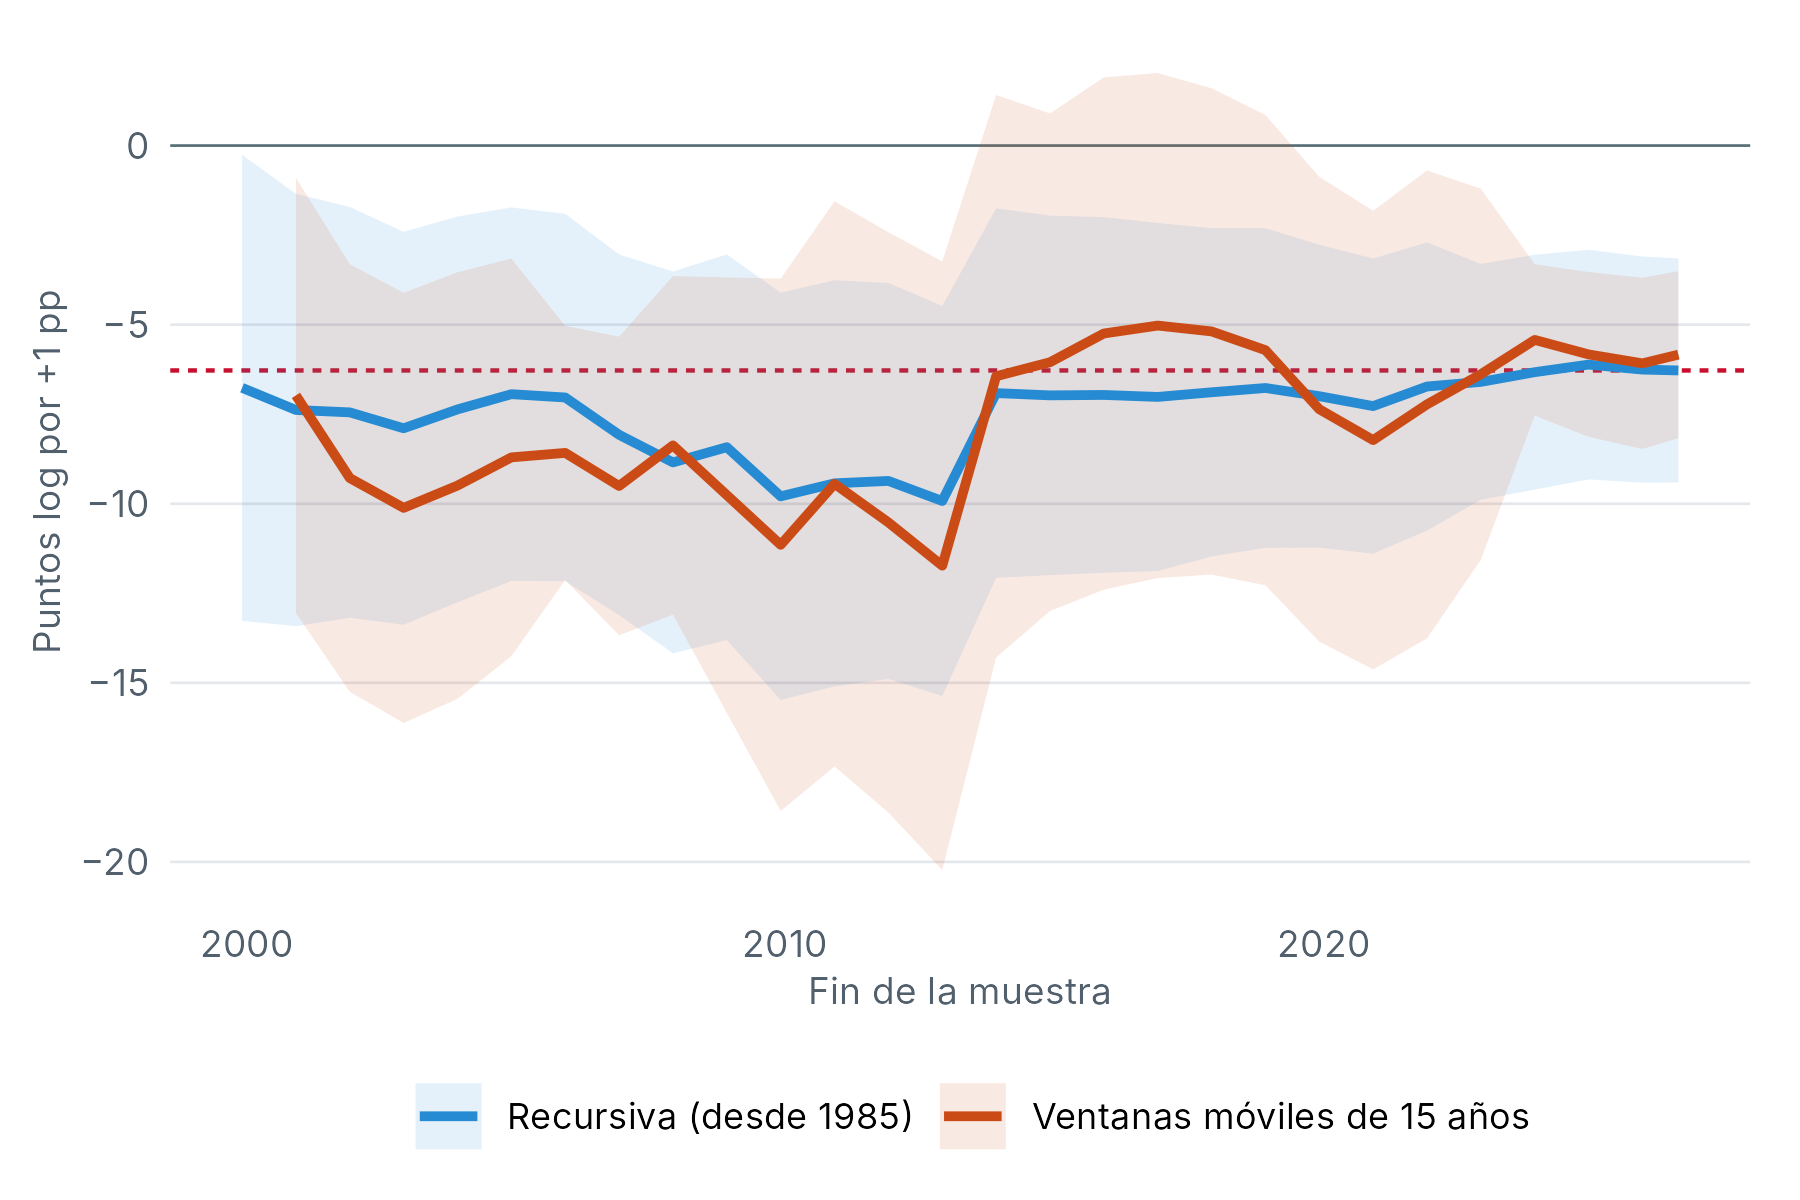 0
−5
−10
−15
−20
Puntos log por +1 pp
2000
2010
2020
Fin de la muestra
Recursiva (desde 1985)
Ventanas móviles de 15 años